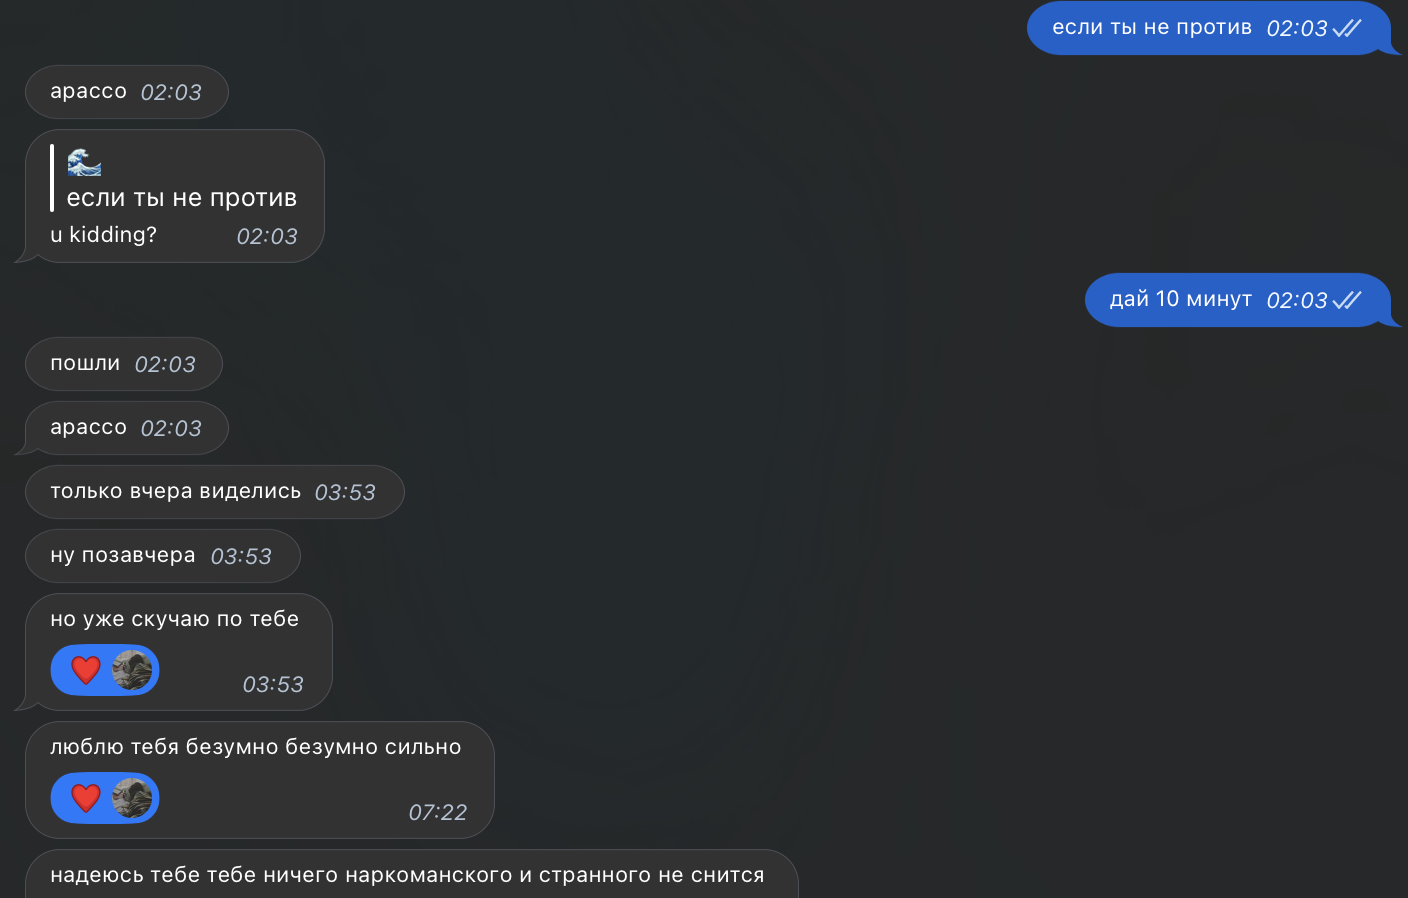 если ты не против 02:03
арассо 02:03
если ты не против
u kidding? 02:03
дай 10 минут 02:03
пошли 02:03
арассо 02:03
только вчера виделись 03:53
ну позавчера 03:53
но уже скучаю по тебе
03:53
люблю тебя безумно безумно сильно
07:22
надеюсь тебе тебе ничего наркоманского и странного не снится